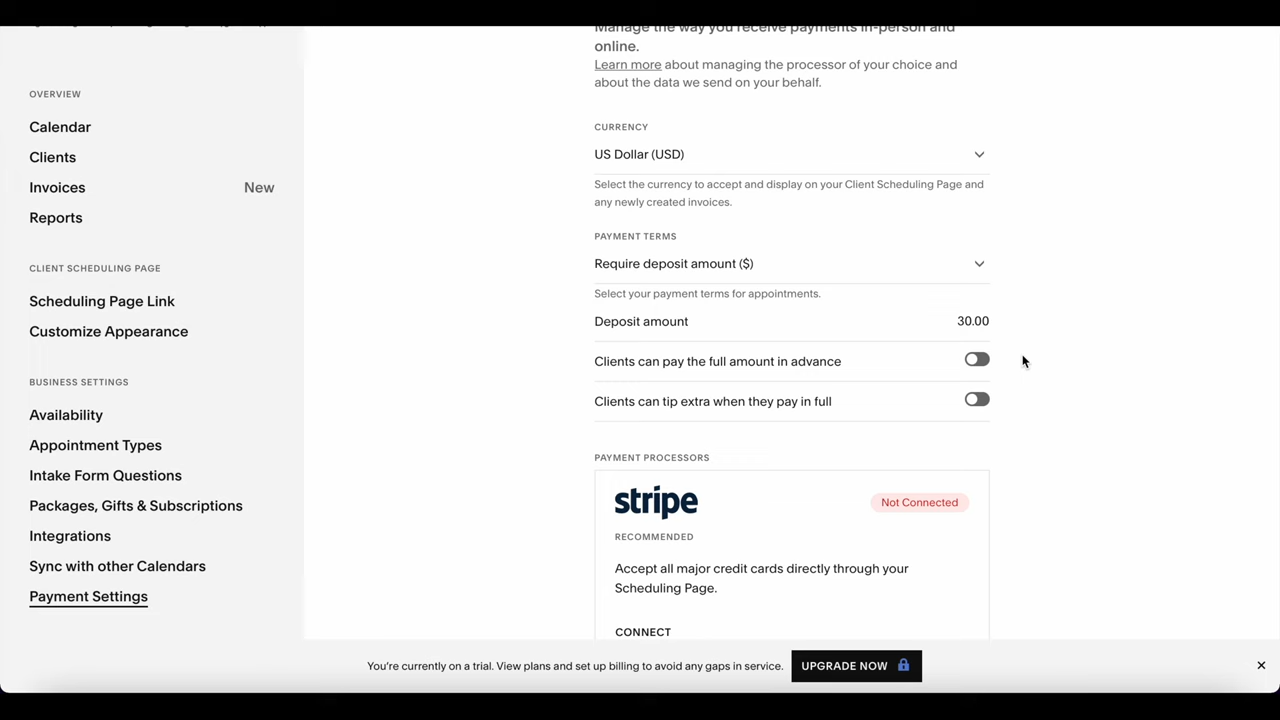 Manage the way you receive payments in-person and
online.
Learn more about managing the processor of your choice and
about the data we send on your behalf.
OVERVIEW
Calendar
Clients
Invoices New
Reports
CLIENT SCHEDULING PAGE
Scheduling Page Link
Customize Appearance
BUSINESS SETTINGS
Availability
Appointment Types
Intake Form Questions
Packages, Gifts & Subscriptions
Integrations
Sync with other Calendars
Payment Settings
CURRENCY
US Dollar (USD)
Select the currency to accept and display on your Client Scheduling Page and
any newly created invoices.
PAYMENT TERMS
Require deposit amount ($)
Select your payment terms for appointments.
Deposit amount 30.00
Clients can pay the full amount in advance
Clients can tip extra when they pay in full
PAYMENT PROCESSORS
stripe Not Connected
RECOMMENDED
Accept all major credit cards directly through your
Scheduling Page.
CONNECT
You're currently on a trial. View plans and set up billing to avoid any gaps in service. UPGRADE NOW